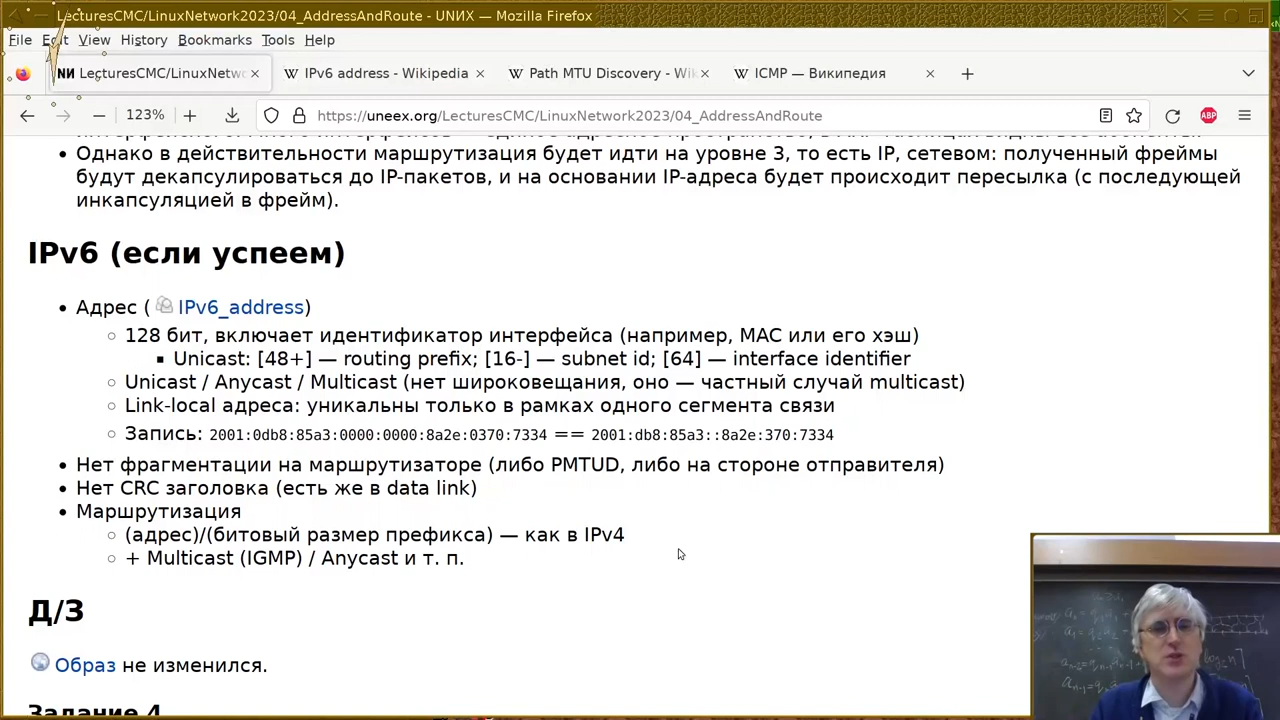 LecturesCMC/LinuxNetwork2023/04_AddressAndRoute - UNИX — Mozilla Firefox
File Edit View History Bookmarks Tools Help
LecturesCMC/LinuxNetwo
IPv6 address - Wikipedia
Path MTU Discovery - Wi
ICMP — Википедия
123%
https://uneex.org/LecturesCMC/LinuxNetwork2023/04_AddressAndRoute
ABP
Однако в действительности маршрутизация будет идти на уровне 3, то есть IP, сетевом: полученный фреймы
будут декапсулироваться до IP-пакетов, и на основании IP-адреса будет происходит пересылка (с последующей
инкапсуляцией в фрейм).
IPv6 (если успеем)
Адрес ( IPv6_address)
128 бит, включает идентификатор интерфейса (например, MAC или его хэш)
Unicast: [48+] — routing prefix; [16-] — subnet id; [64] — interface identifier
Unicast / Anycast / Multicast (нет широковещания, оно — частный случай multicast)
Link-local адреса: уникальны только в рамках одного сегмента связи
Запись: 2001:0db8:85a3:0000:0000:8a2e:0370:7334 == 2001:db8:85a3::8a2e:370:7334
Нет фрагментации на маршрутизаторе (либо PMTUD, либо на стороне отправителя)
Нет CRC заголовка (есть же в data link)
Маршрутизация
(адрес)/(битовый размер префикса) — как в IPv4
+ Multicast (IGMP) / Anycast и т. п.
Д/З
Образ не изменился.
Задание 4